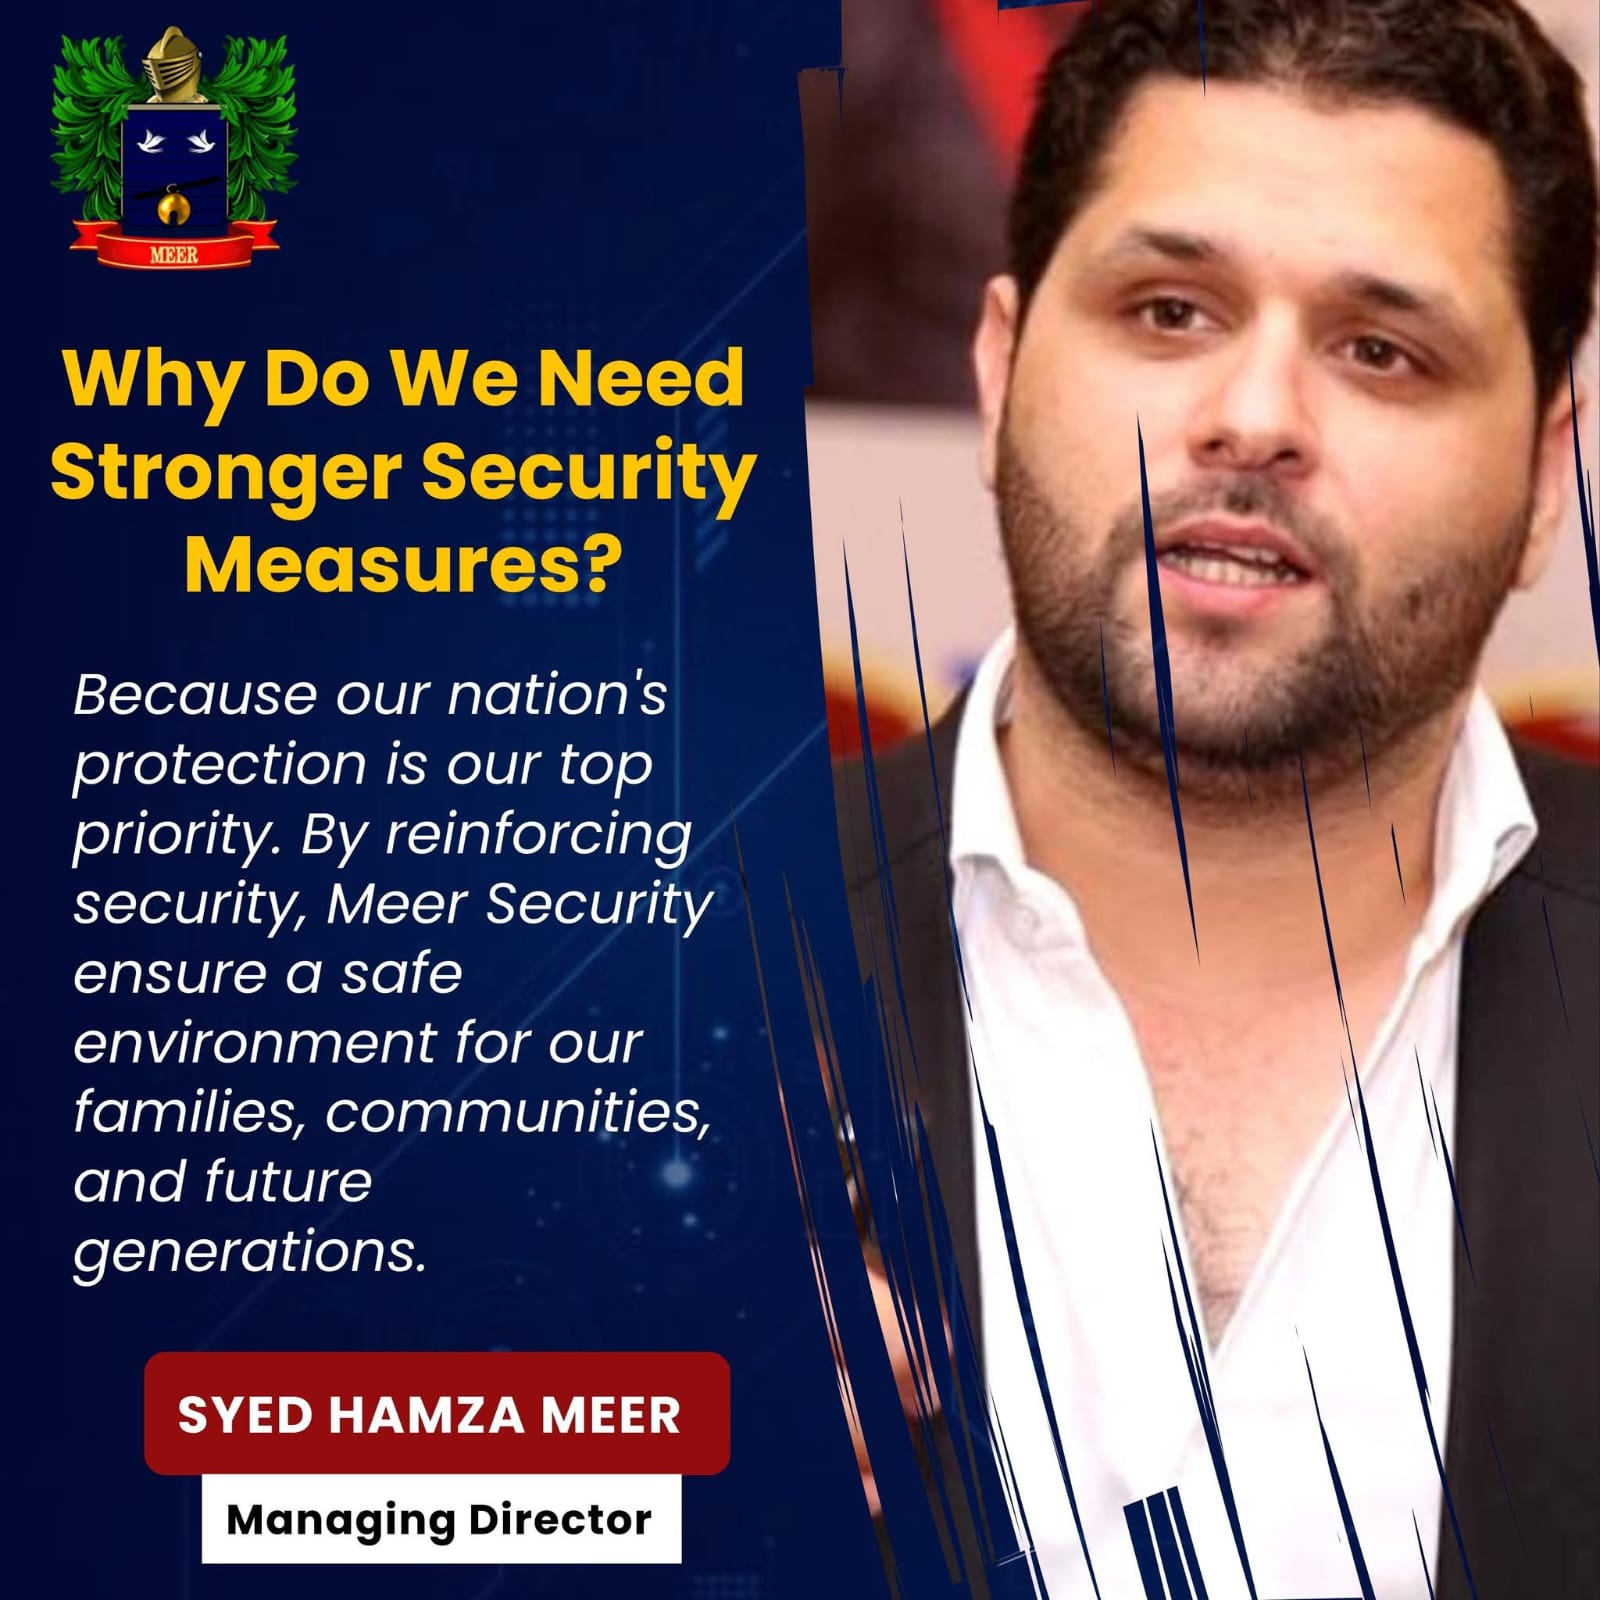 MEER
Why Do We Need
Stronger Security
Measures?
Because our nation's
protection is our top
priority. By reinforcing
security, Meer Security
ensure a safe
environment for our
families, communities,
and future
generations.
SYED HAMZA MEER
Managing Director